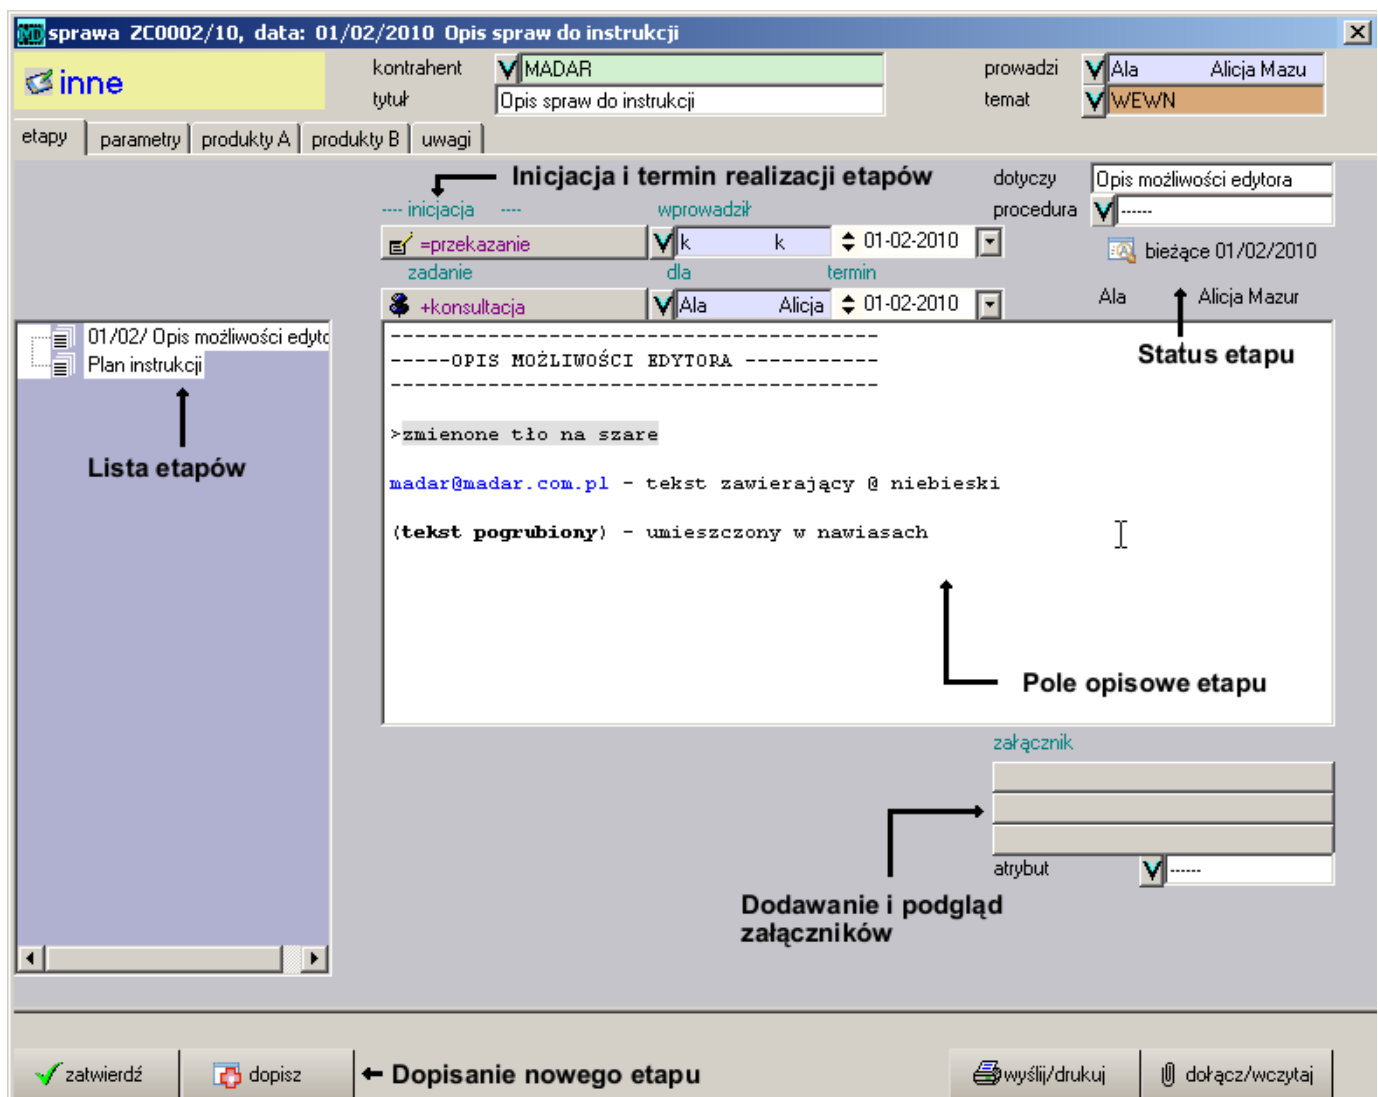 MD sprawa ZC0002/10, data: 01/02/2010 Opis spraw do instrukcji
inne
kontrahent MADAR
prowadzi Ala Alicja Mazu
tytuł Opis spraw do instrukcji
temat WEWN
etapy parametry produkty A produkty B uwagi
Inicjacja i termin realizacji etapów
dotyczy Opis możliwości edytora
---- inicjacja ---- wprowadził
procedura ------
=przekazanie k k 01-02-2010
bieżące 01/02/2010
zadanie dla termin
+konsultacja Ala Alicja 01-02-2010
Ala Alicja Mazur
Status etapu
01/02/ Opis możliwości edyto
Plan instrukcji
Lista etapów
----------------------------------------
-----OPIS MOŻLIWOŚCI EDYTORA -----------
----------------------------------------
>zmienone tło na szare
madar@madar.com.pl - tekst zawierający @ niebieski
(tekst pogrubiony) - umieszczony w nawiasach
Pole opisowe etapu
załącznik
atrybut ------
Dodawanie i podgląd
załączników
zatwierdź dopisz
Dopisanie nowego etapu
wyślij/drukuj dołącz/wczytaj